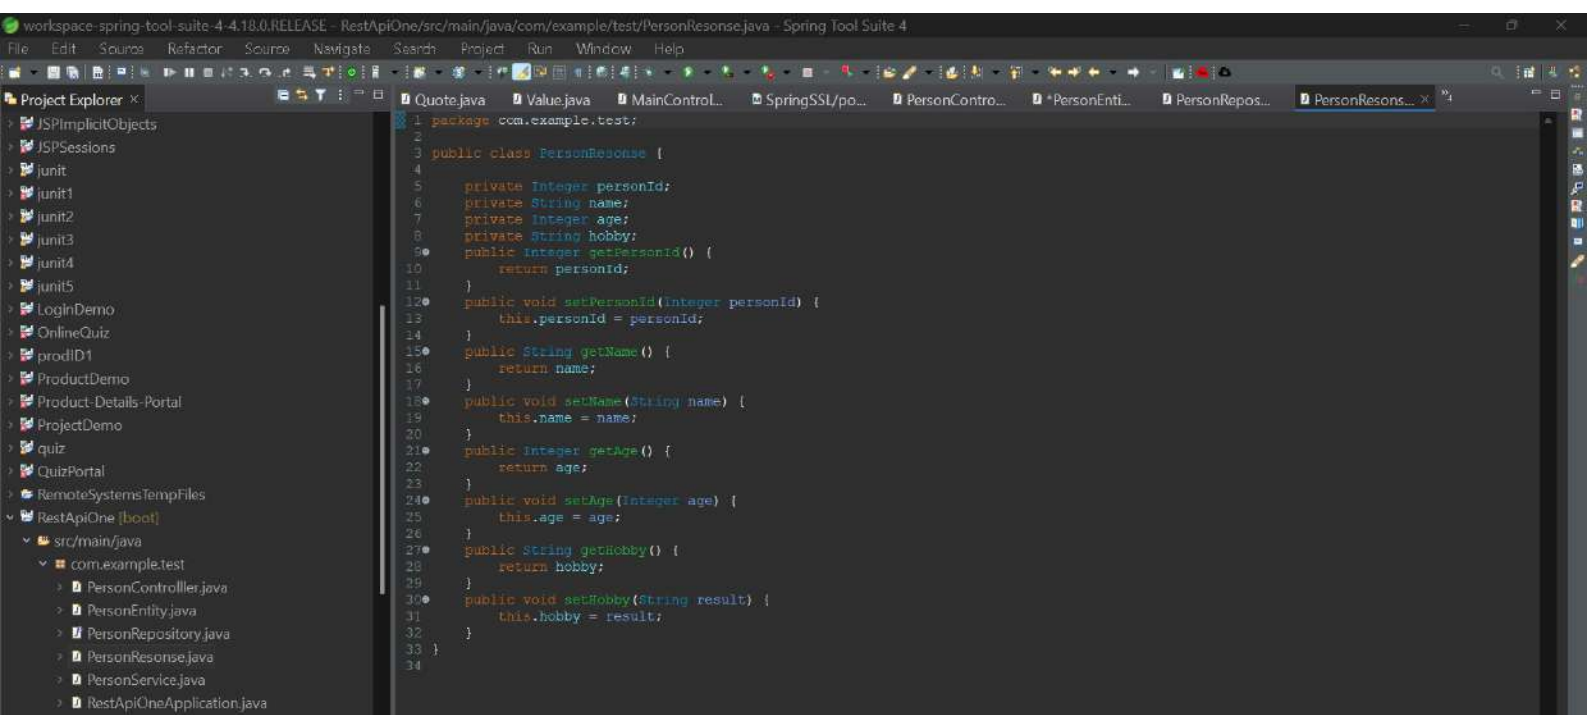 workspace-spring-tool-suite-4-4.18.0.RELEASE - RestApiOne/src/main/java/com/example/test/PersonResonse.java - Spring Tool Suite 4
File Edit Source Refactor Source Navigate Search Project Run Window Help
Project Explorer
Quote.java Value.java MainControl... SpringSSL/po... PersonContro... *PersonEnti... PersonRepos... PersonResons...
JSPImplicitObjects
JSPSessions
junit
junit1
junit2
junit3
junit4
junit5
LoginDemo
OnlineQuiz
prodID1
ProductDemo
Product-Details-Portal
ProjectDemo
quiz
QuizPortal
RemoteSystemsTempFiles
RestApiOne [boot]
src/main/java
com.example.test
PersonControlller.java
PersonEntity.java
PersonRepository.java
PersonResonse.java
PersonService.java
RestApiOneApplication.java
1 package com.example.test;
2
3 public class PersonResonse {
4
5 private Integer personId;
6 private String name;
7 private Integer age;
8 private String hobby;
9 public Integer getPersonId() {
10 return personId;
11 }
12 public void setPersonId(Integer personId) {
13 this.personId = personId;
14 }
15 public String getName() {
16 return name;
17 }
18 public void setName(String name) {
19 this.name = name;
20 }
21 public Integer getAge() {
22 return age;
23 }
24 public void setAge(Integer age) {
25 this.age = age;
26 }
27 public String getHobby() {
28 return hobby;
29 }
30 public void setHobby(String result) {
31 this.hobby = result;
32 }
33 }
34